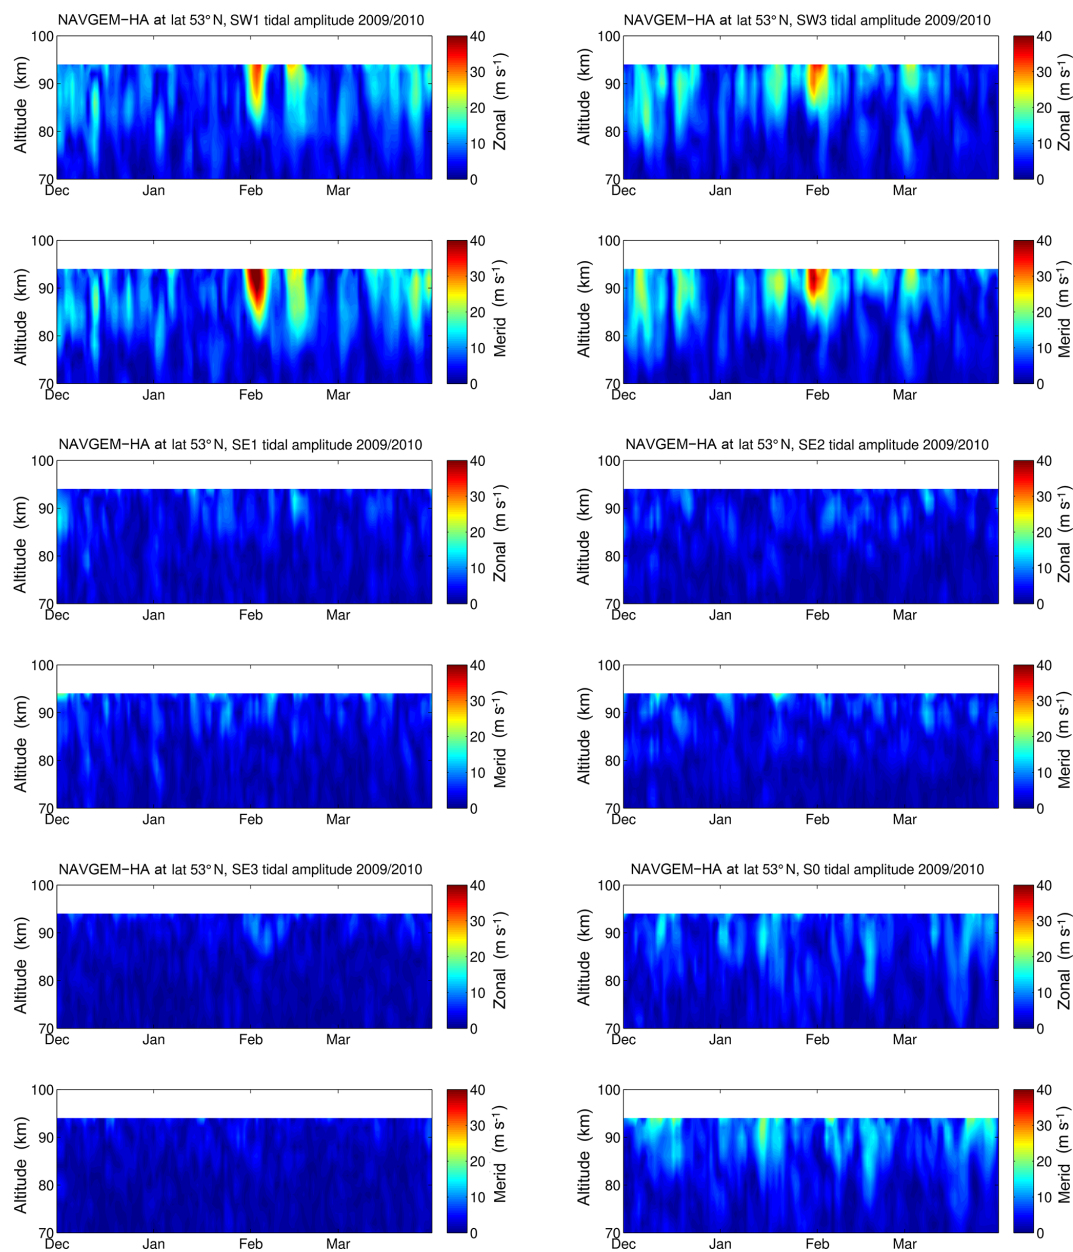 NAVGEM−HA at lat 53° N, SW1 tidal amplitude 2009/2010
100
90
80
70
Altitude (km)
Dec Jan Feb Mar
40
30
20
10
0
Zonal (m s-1)
100
90
80
70
Altitude (km)
Dec Jan Feb Mar
40
30
20
10
0
Merid (m s-1)
NAVGEM−HA at lat 53° N, SW3 tidal amplitude 2009/2010
100
90
80
70
Altitude (km)
Dec Jan Feb Mar
40
30
20
10
0
Zonal (m s-1)
100
90
80
70
Altitude (km)
Dec Jan Feb Mar
40
30
20
10
0
Merid (m s-1)
NAVGEM−HA at lat 53° N, SE1 tidal amplitude 2009/2010
100
90
80
70
Altitude (km)
Dec Jan Feb Mar
40
30
20
10
0
Zonal (m s-1)
100
90
80
70
Altitude (km)
Dec Jan Feb Mar
40
30
20
10
0
Merid (m s-1)
NAVGEM−HA at lat 53° N, SE2 tidal amplitude 2009/2010
100
90
80
70
Altitude (km)
Dec Jan Feb Mar
40
30
20
10
0
Zonal (m s-1)
100
90
80
70
Altitude (km)
Dec Jan Feb Mar
40
30
20
10
0
Merid (m s-1)
NAVGEM−HA at lat 53° N, SE3 tidal amplitude 2009/2010
100
90
80
70
Altitude (km)
Dec Jan Feb Mar
40
30
20
10
0
Zonal (m s-1)
100
90
80
70
Altitude (km)
Dec Jan Feb Mar
40
30
20
10
0
Merid (m s-1)
NAVGEM−HA at lat 53° N, S0 tidal amplitude 2009/2010
100
90
80
70
Altitude (km)
Dec Jan Feb Mar
40
30
20
10
0
Zonal (m s-1)
100
90
80
70
Altitude (km)
Dec Jan Feb Mar
40
30
20
10
0
Merid (m s-1)